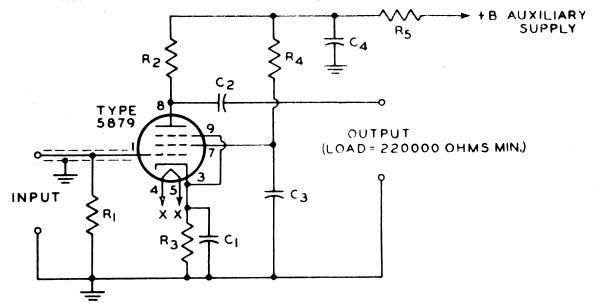 +B AUXILIARY
SUPPLY
R5
C4
R2
R4
C2
8
TYPE
5879
9
7
1
3
4
5
X X
OUTPUT
(LOAD = 220000 OHMS MIN.)
INPUT
R1
R3
C1
C3